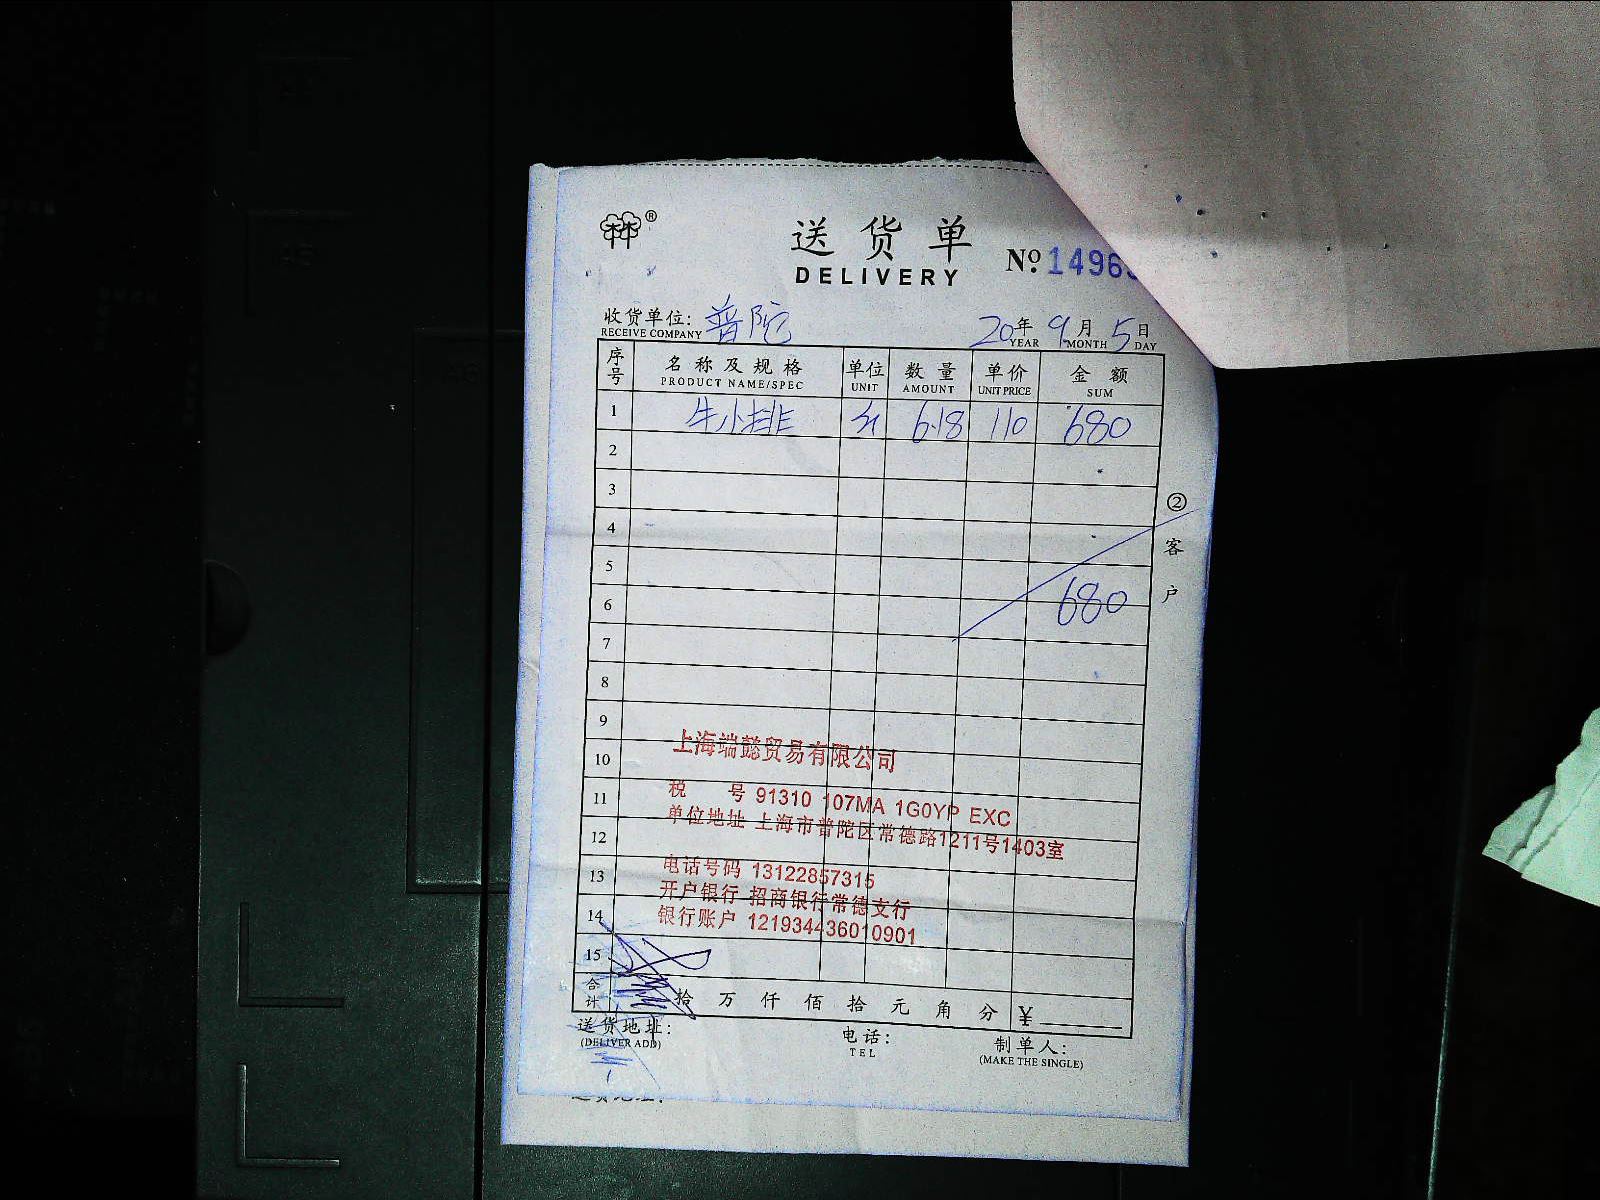 ®
送货单
DELIVERY
Nº 1496
收货单位: 普陀 20年 9月 5日
RECEIVE COMPANY YEAR MONTH DAY
序号 名称及规格 单位 数量 单价 金额
PRODUCT NAME/SPEC UNIT AMOUNT UNIT PRICE SUM
1 牛小排 斤 6.18 110 680
2
3
4
5
6 680
7
8
9
上海端懿贸易有限公司
10
11 税 号 91310 107MA 1G0YP EXC
单位地址 上海市普陀区常德路1211号1403室
12
13 电话号码 13122857315
开户银行 招商银行常德支行
14 银行账户 121934436010901
15
合计 拾 万 仟 佰 拾 元 角 分 ¥
送货地址: 电话: 制单人:
(DELIVER ADD) TEL (MAKE THE SINGLE)
② 客户
送货地址: